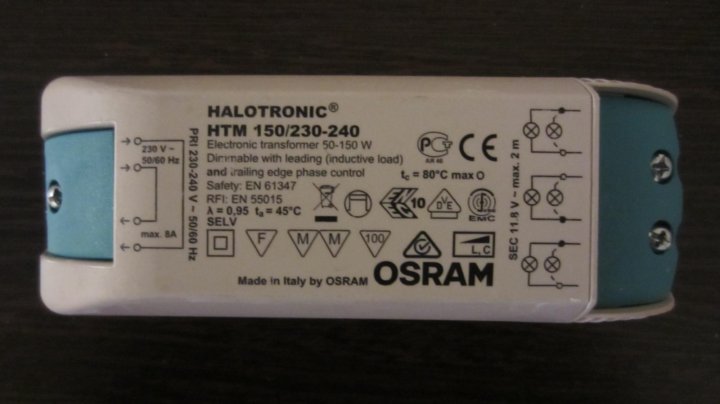 HALOTRONIC®
HTM 150/230-240
Electronic transformer 50-150 W
Dimmable with leading (inductive load)
and trailing edge phase control
Safety: EN 61347
RFI: EN 55015
λ = 0,95 ta = 45°C
SELV
F M M 100
Made in Italy by OSRAM
OSRAM
230 V ~
50/60 Hz
max. 8A
PRI 230-240 V ~ 50/60 Hz
CE
tc = 80°C max
10
VE
EMC
L, C
SEC 11.8 V ~ max. 2 m